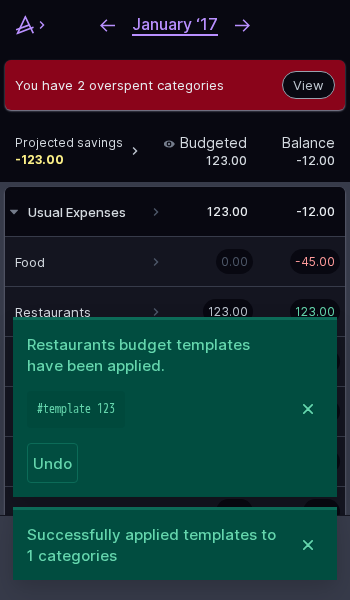 January ‘17
You have 2 overspent categories
View
Projected savings
-123.00
Budgeted
123.00
Balance
-12.00
Usual Expenses
123.00
-12.00
Food
0.00
-45.00
Restaurants
123.00
123.00
Restaurants budget templates
have been applied.
#template 123
Undo
Successfully applied templates to
1 categories